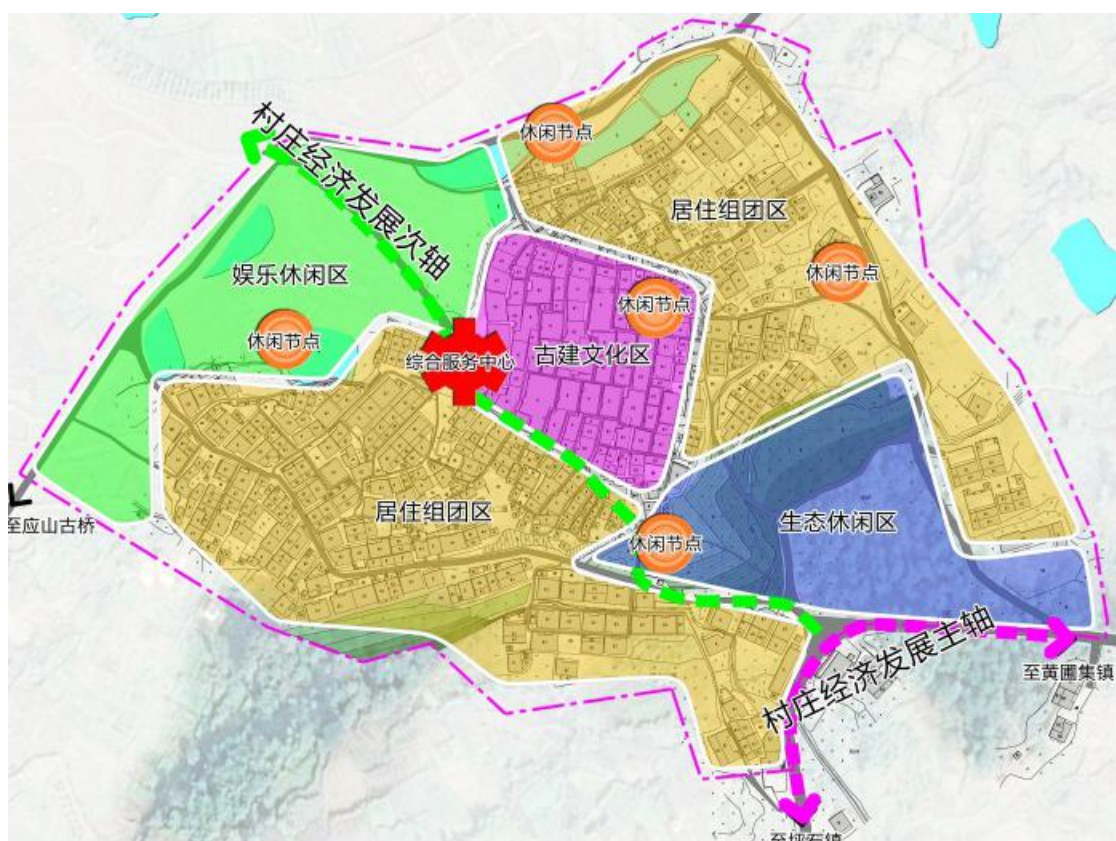 村庄经济发展次轴
休闲节点
居住组团区
娱乐休闲区
休闲节点
休闲节点
休闲节点
古建文化区
综合服务中心
居住组团区
生态休闲区
至应山古桥
休闲节点
村庄经济发展主轴
至黄圃集镇
至坪石镇